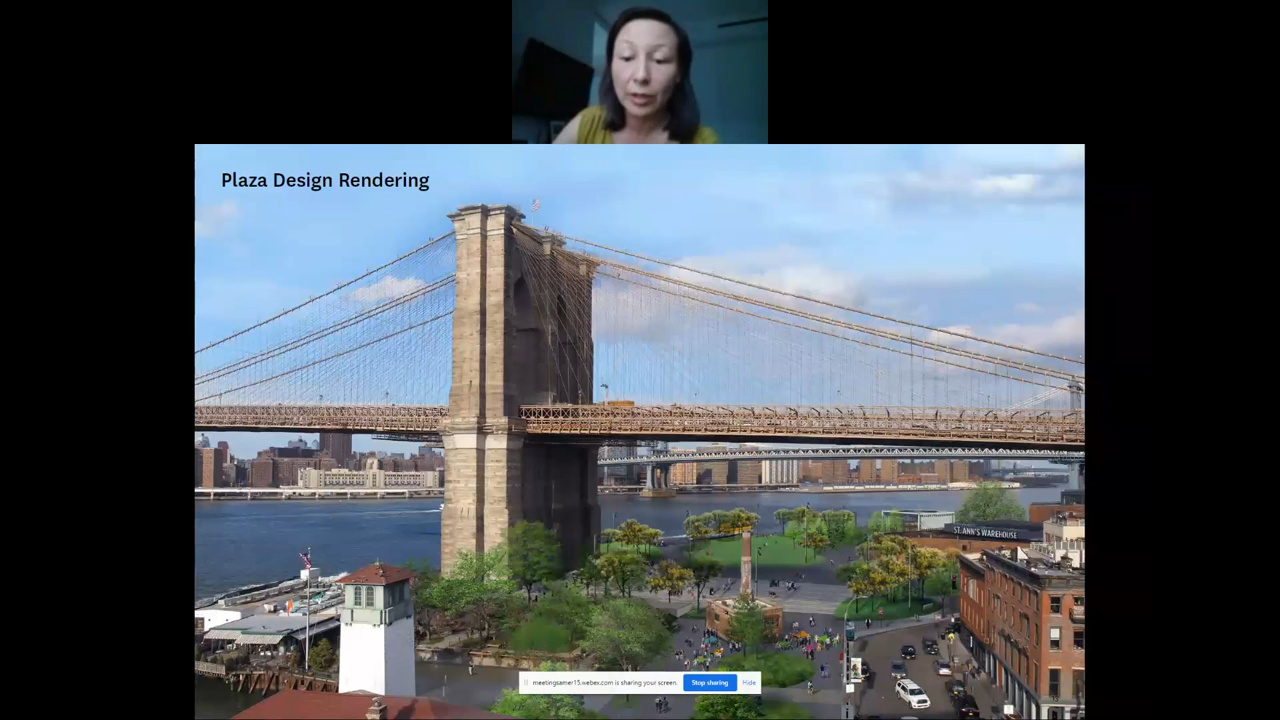 Plaza Design Rendering
ST. ANN'S WAREHOUSE
meetingsamer15.webex.com is sharing your screen.
Stop sharing
Hide